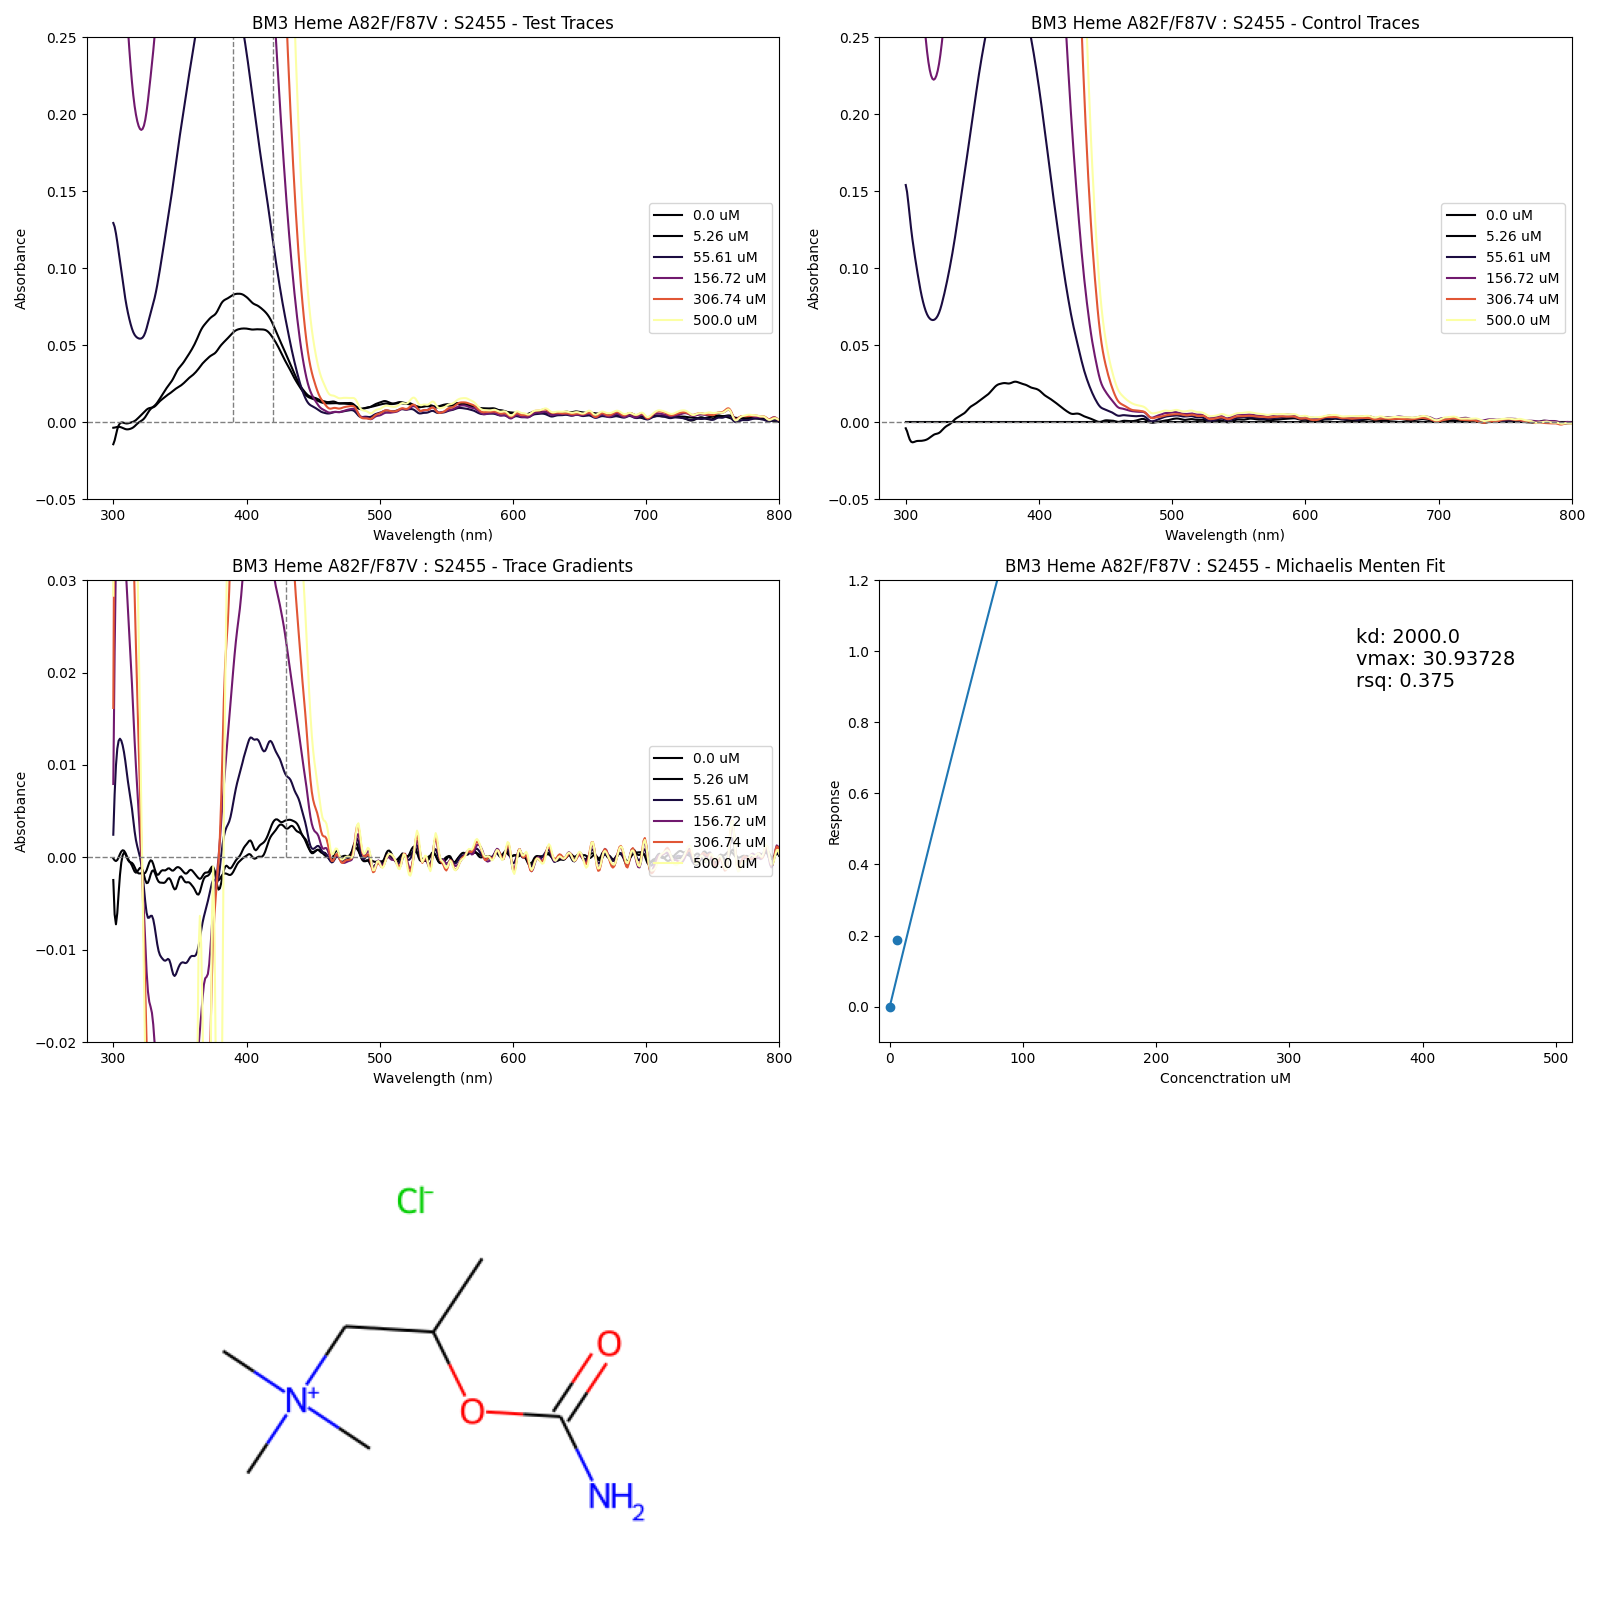 BM3 Heme A82F/F87V : S2455 - Test Traces
0.25
0.20
0.15
0.10
0.05
0.00
−0.05
Absorbance
300
400
500
600
700
800
Wavelength (nm)
0.0 uM
5.26 uM
55.61 uM
156.72 uM
306.74 uM
500.0 uM
BM3 Heme A82F/F87V : S2455 - Control Traces
0.25
0.20
0.15
0.10
0.05
0.00
−0.05
Absorbance
300
400
500
600
700
800
Wavelength (nm)
0.0 uM
5.26 uM
55.61 uM
156.72 uM
306.74 uM
500.0 uM
BM3 Heme A82F/F87V : S2455 - Trace Gradients
0.03
0.02
0.01
0.00
−0.01
−0.02
Absorbance
300
400
500
600
700
800
Wavelength (nm)
0.0 uM
5.26 uM
55.61 uM
156.72 uM
306.74 uM
500.0 uM
BM3 Heme A82F/F87V : S2455 - Michaelis Menten Fit
1.2
1.0
0.8
0.6
0.4
0.2
0.0
Response
0
100
200
300
400
500
Concenctration uM
kd: 2000.0
vmax: 30.93728
rsq: 0.375
Cl−
N+
O
O
NH2